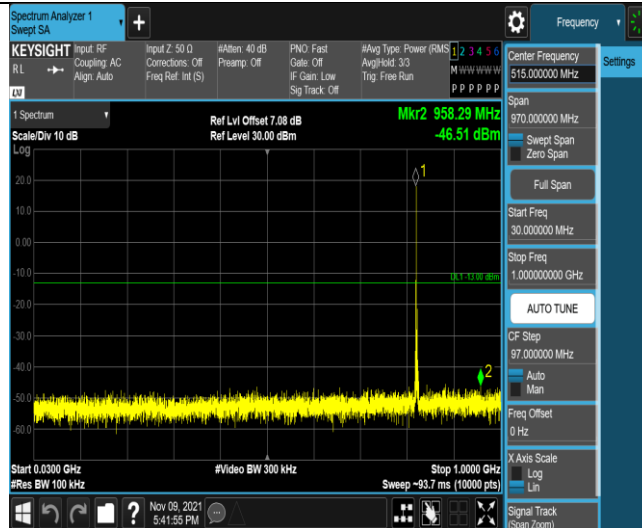 Spectrum Analyzer 1
Swept SA
+
Frequency
KEYSIGHT
Input: RF
Input Z: 50 Ω
#Atten: 40 dB
PNO: Fast
#Avg Type: Power (RMS
1 2 3 4 5 6
R L
Coupling: AC
Corrections: Off
Preamp: Off
Gate: Off
Avg|Hold: 3/3
M W W W W W
Align: Auto
Freq Ref: Int (S)
IF Gain: Low
Trig: Free Run
P P P P P P
Sig Track: Off
LXI
Center Frequency
515.000000 MHz
Settings
Span
970.000000 MHz
Swept Span
Zero Span
Full Span
Start Freq
30.000000 MHz
Stop Freq
1.000000000 GHz
AUTO TUNE
CF Step
97.000000 MHz
Auto
Man
Freq Offset
0 Hz
X Axis Scale
Log
Lin
Signal Track
(Span Zoom)
1 Spectrum
Ref Lvl Offset 7.08 dB
Mkr2 958.29 MHz
Scale/Div 10 dB
Ref Level 30.00 dBm
-46.51 dBm
Log
1
20.0
10.0
0.00
-10.0
DL1 -13.00 dBm
-20.0
-30.0
-40.0
2
-50.0
-60.0
Start 0.0300 GHz
#Video BW 300 kHz
Stop 1.0000 GHz
#Res BW 100 kHz
Sweep ~93.7 ms (10000 pts)
?
Nov 09, 2021
5:41:55 PM